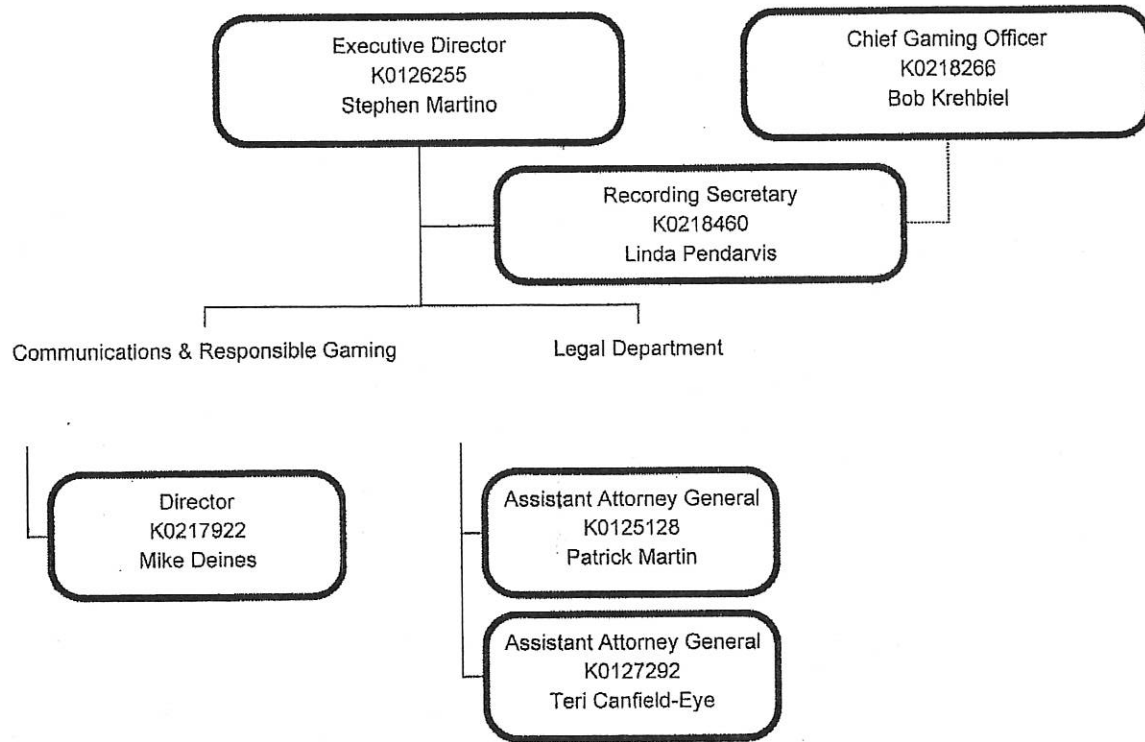 Executive Director
K0126255
Stephen Martino
Chief Gaming Officer
K0218266
Bob Krehbiel
Recording Secretary
K0218460
Linda Pendarvis
Communications & Responsible Gaming
Legal Department
Director
K0217922
Mike Deines
Assistant Attorney General
K0125128
Patrick Martin
Assistant Attorney General
K0127292
Teri Canfield-Eye